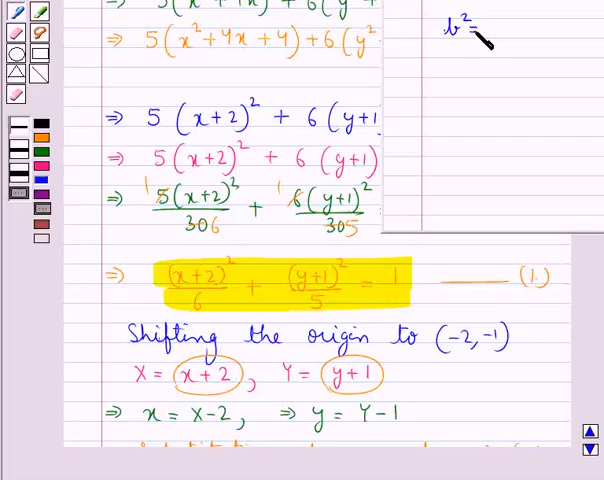 ⇒ 5(x²+4x+4)+6(y²
⇒ 5(x+2)² + 6(y+1)
⇒ 5(x+2)² + 6(y+1)
⇒ 5(x+2)²/30 6 + 6(y+1)²/30 5
⇒ (x+2)²/6 + (y+1)²/5 = 1 ——— (1)
Shifting the origin to (-2,-1)
X = x+2, Y = y+1
⇒ x = X-2, ⇒ y = Y-1
b²=